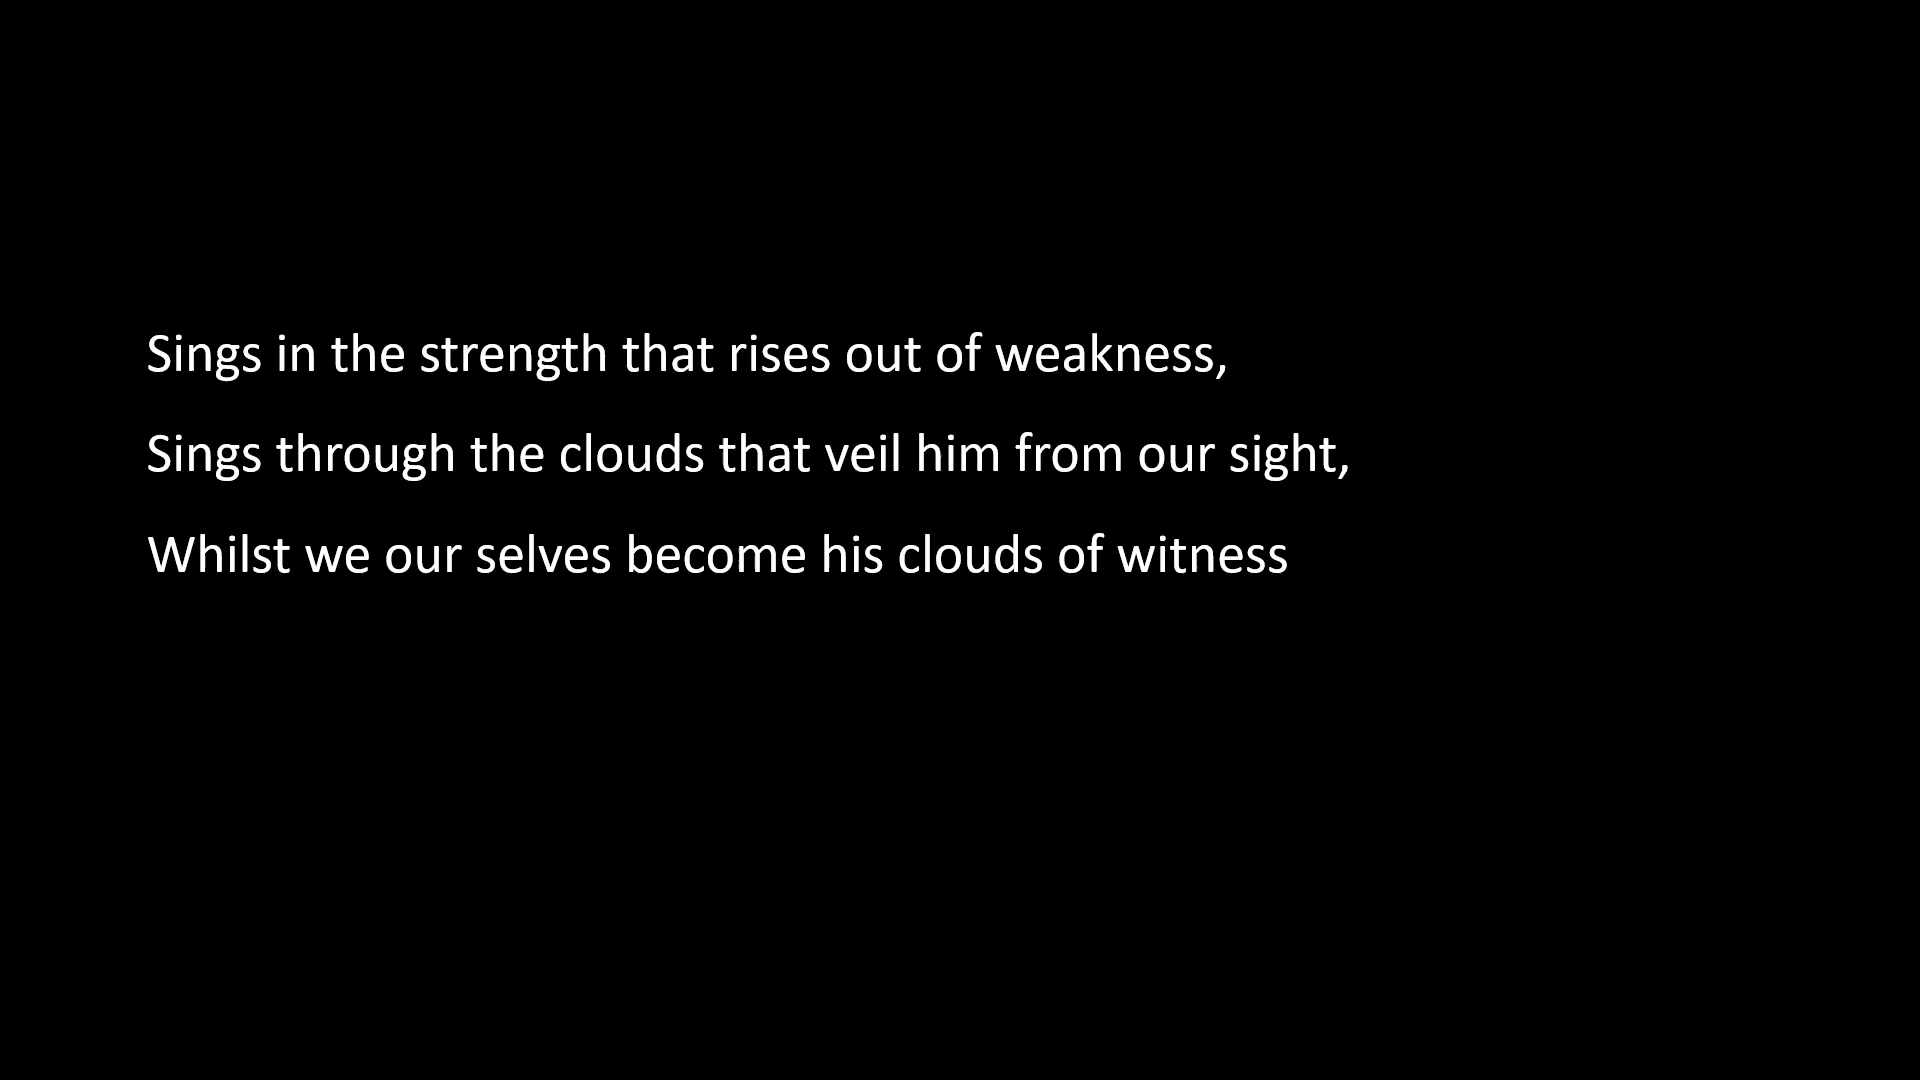 Sings in the strength that rises out of weakness,
Sings through the clouds that veil him from our sight,
Whilst we our selves become his clouds of witness